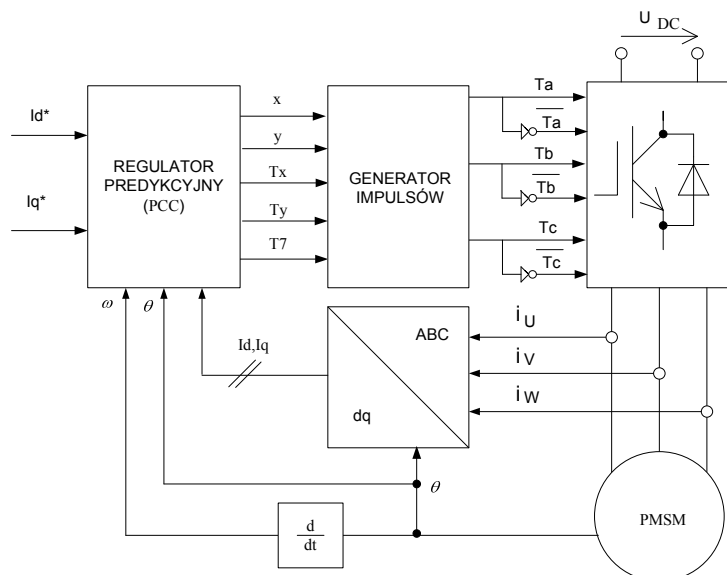 U DC
Id*
Iq*
REGULATOR
PREDYKCYJNY
(PCC)
x
y
Tx
Ty
T7
GENERATOR
IMPULSÓW
Ta
Ta
Tb
Tb
Tc
Tc
ω
θ
Id,Iq
ABC
dq
i U
i V
i W
θ
d
dt
PMSM